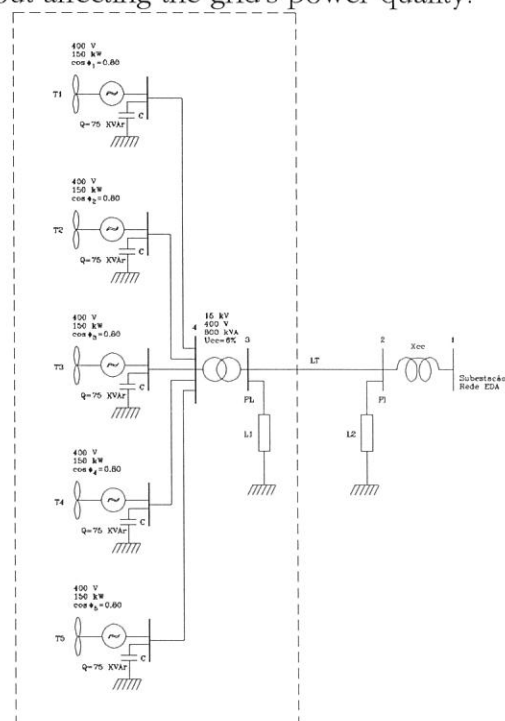 out affecting the grid's power quality.
400 V
150 kW
cos ϕ₁=0.80
T1
C
Q=75 KVAr
400 V
150 kW
cos ϕ₂=0.80
T2
C
Q=75 KVAr
400 V
150 kW
cos ϕ₃=0.80
T3
C
Q=75 KVAr
4
15 kV
400 V
800 kVA
Ucc=6%
3
PL
L1
LT
2
PI
L2
Xcc
1
Subestação
Rede EDA
400 V
150 kW
cos ϕ₄=0.80
T4
C
Q=75 KVAr
400 V
150 kW
cos ϕ₅=0.80
T5
C
Q=75 KVAr